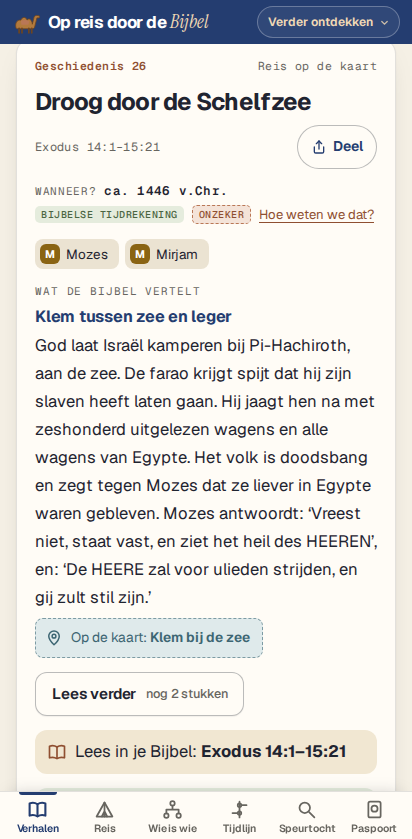 Op reis door de Bijbel
Verder ontdekken
Geschiedenis 26
Reis op de kaart
Droog door de Schelfzee
Exodus 14:1–15:21
Deel
WANNEER? ca. 1446 v.Chr.
BIJBELSE TIJDREKENING
ONZEKER
Hoe weten we dat?
M Mozes
M Mirjam
WAT DE BIJBEL VERTELT
Klem tussen zee en leger
God laat Israël kamperen bij Pi-Hachiroth,
aan de zee. De farao krijgt spijt dat hij zijn
slaven heeft laten gaan. Hij jaagt hen na met
zeshonderd uitgelezen wagens en alle
wagens van Egypte. Het volk is doodsbang
en zegt tegen Mozes dat ze liever in Egypte
waren gebleven. Mozes antwoordt: ‘Vreest
niet, staat vast, en ziet het heil des HEEREN’,
en: ‘De HEERE zal voor ulieden strijden, en
gij zult stil zijn.’
Op de kaart: Klem bij de zee
Lees verder nog 2 stukken
Lees in je Bijbel: Exodus 14:1–15:21
Verhalen
Reis
Wie is wie
Tijdlijn
Speurtocht
Paspoort